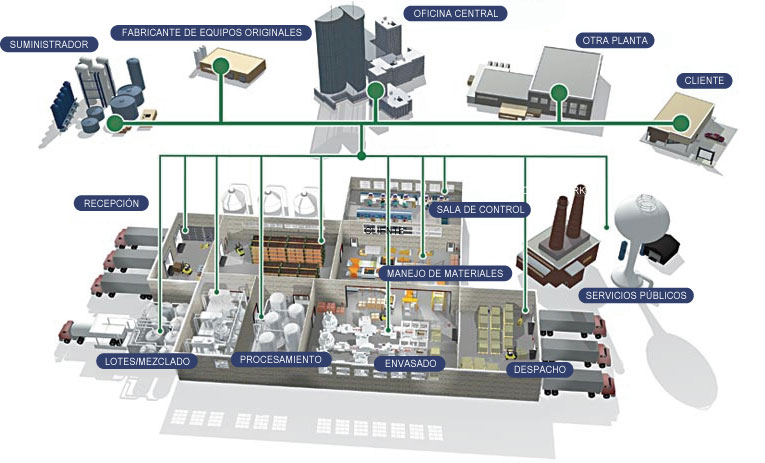 OFICINA CENTRAL
FABRICANTE DE EQUIPOS ORIGINALES
SUMINISTRADOR
OTRA PLANTA
CLIENTE
RECEPCIÓN
SALA DE CONTROL
CLIENTE
MANEJO DE MATERIALES
SERVICIOS PÚBLICOS
LOTES/MEZCLADO
PROCESAMIENTO
ENVASADO
DESPACHO